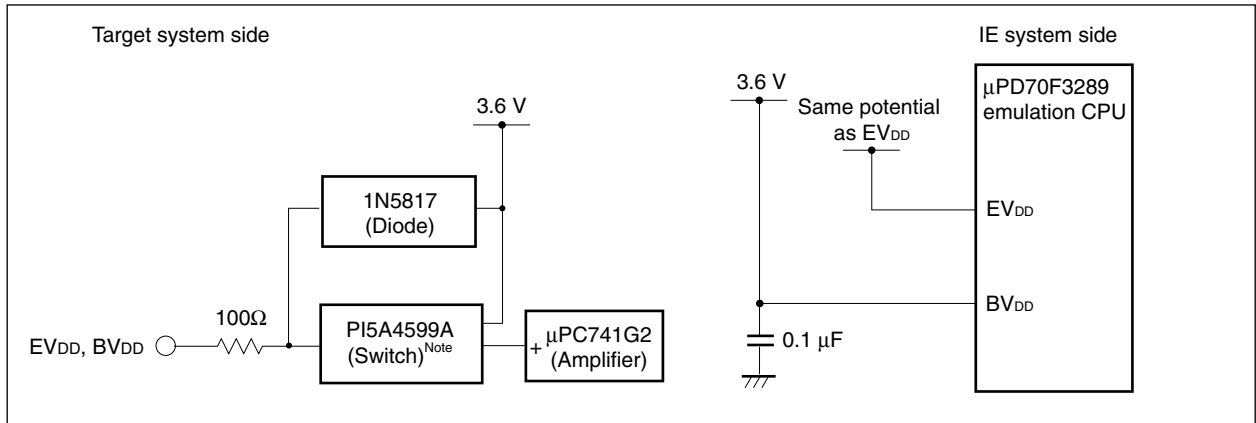 Target system side
IE system side
3.6 V
1N5817
(Diode)
100Ω
EVDD, BVDD
PI5A4599A
(Switch)Note
+
μPC741G2
(Amplifier)
3.6 V
Same potential
as EVDD
μPD70F3289
emulation CPU
EVDD
BVDD
0.1 μF